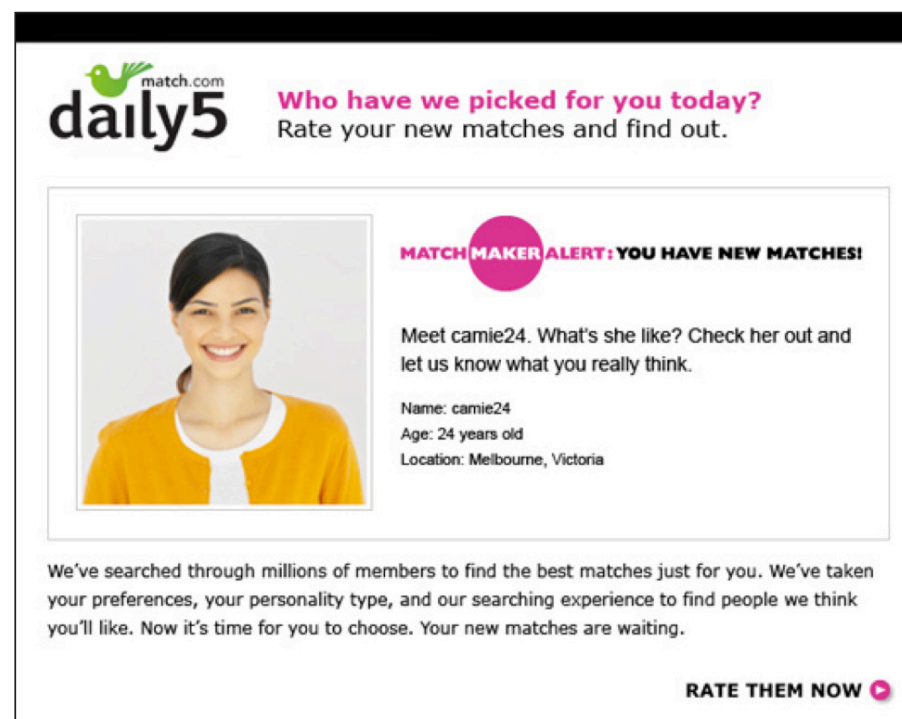 match.com
daily5
Who have we picked for you today?
Rate your new matches and find out.
MATCH MAKER ALERT: YOU HAVE NEW MATCHES!
Meet camie24. What's she like? Check her out and
let us know what you really think.
Name: camie24
Age: 24 years old
Location: Melbourne, Victoria
We've searched through millions of members to find the best matches just for you. We've taken
your preferences, your personality type, and our searching experience to find people we think
you'll like. Now it's time for you to choose. Your new matches are waiting.
RATE THEM NOW